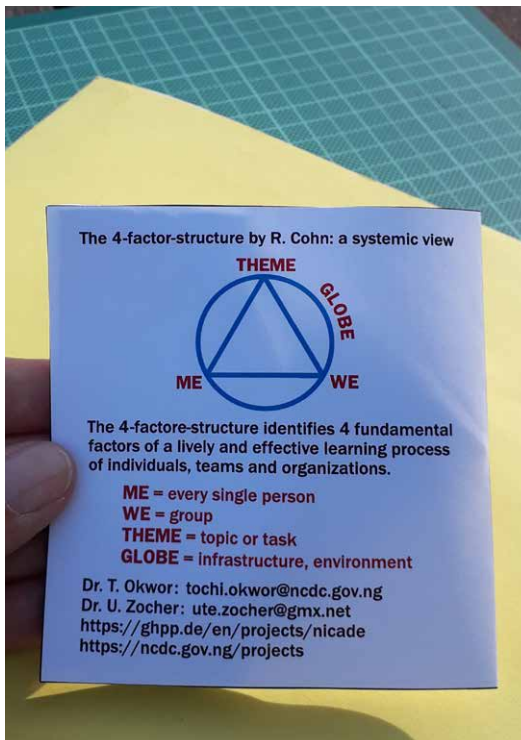 The 4-factor-structure by R. Cohn: a systemic view
THEME
GLOBE
ME
WE
The 4-factore-structure identifies 4 fundamental
factors of a lively and effective learning process
of individuals, teams and organizations.
ME = every single person
WE = group
THEME = topic or task
GLOBE = infrastructure, environment
Dr. T. Okwor: tochi.okwor@ncdc.gov.ng
Dr. U. Zocher: ute.zocher@gmx.net
https://ghpp.de/en/projects/nicade
https://ncdc.gov.ng/projects